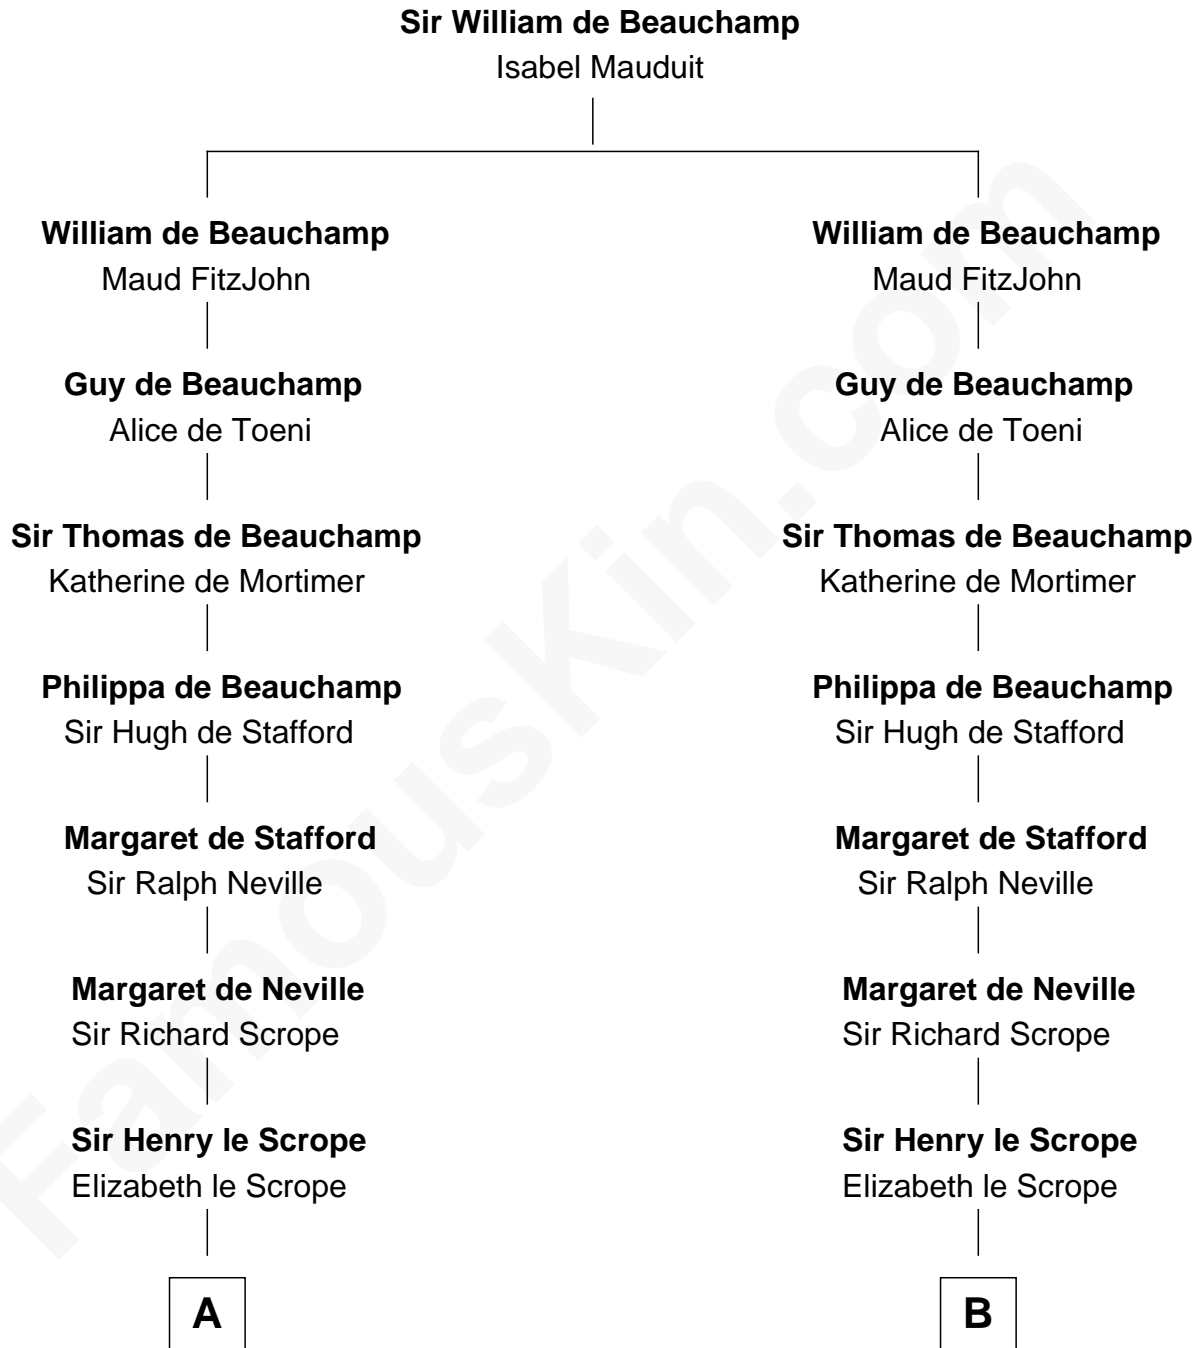 Sir William de Beauchamp
Isabel Mauduit
William de Beauchamp
Maud FitzJohn
Guy de Beauchamp
Alice de Toeni
Sir Thomas de Beauchamp
Katherine de Mortimer
Philippa de Beauchamp
Sir Hugh de Stafford
Margaret de Stafford
Sir Ralph Neville
Margaret de Neville
Sir Richard Scrope
Sir Henry le Scrope
Elizabeth le Scrope
A
William de Beauchamp
Maud FitzJohn
Guy de Beauchamp
Alice de Toeni
Sir Thomas de Beauchamp
Katherine de Mortimer
Philippa de Beauchamp
Sir Hugh de Stafford
Margaret de Stafford
Sir Ralph Neville
Margaret de Neville
Sir Richard Scrope
Sir Henry le Scrope
Elizabeth le Scrope
B
FamousKin.com